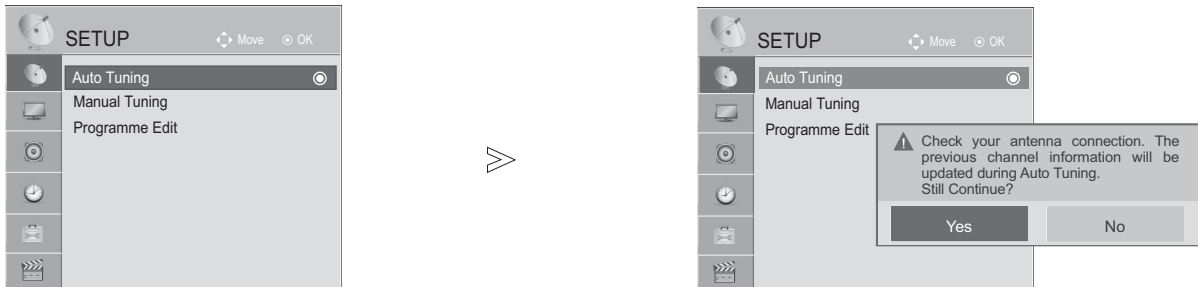 SETUP Move OK
Auto Tuning
Manual Tuning
Programme Edit
SETUP Move OK
Auto Tuning
Manual Tuning
Programme Edit
Check your antenna connection. The
previous channel information will be
updated during Auto Tuning.
Still Continue?
Yes No